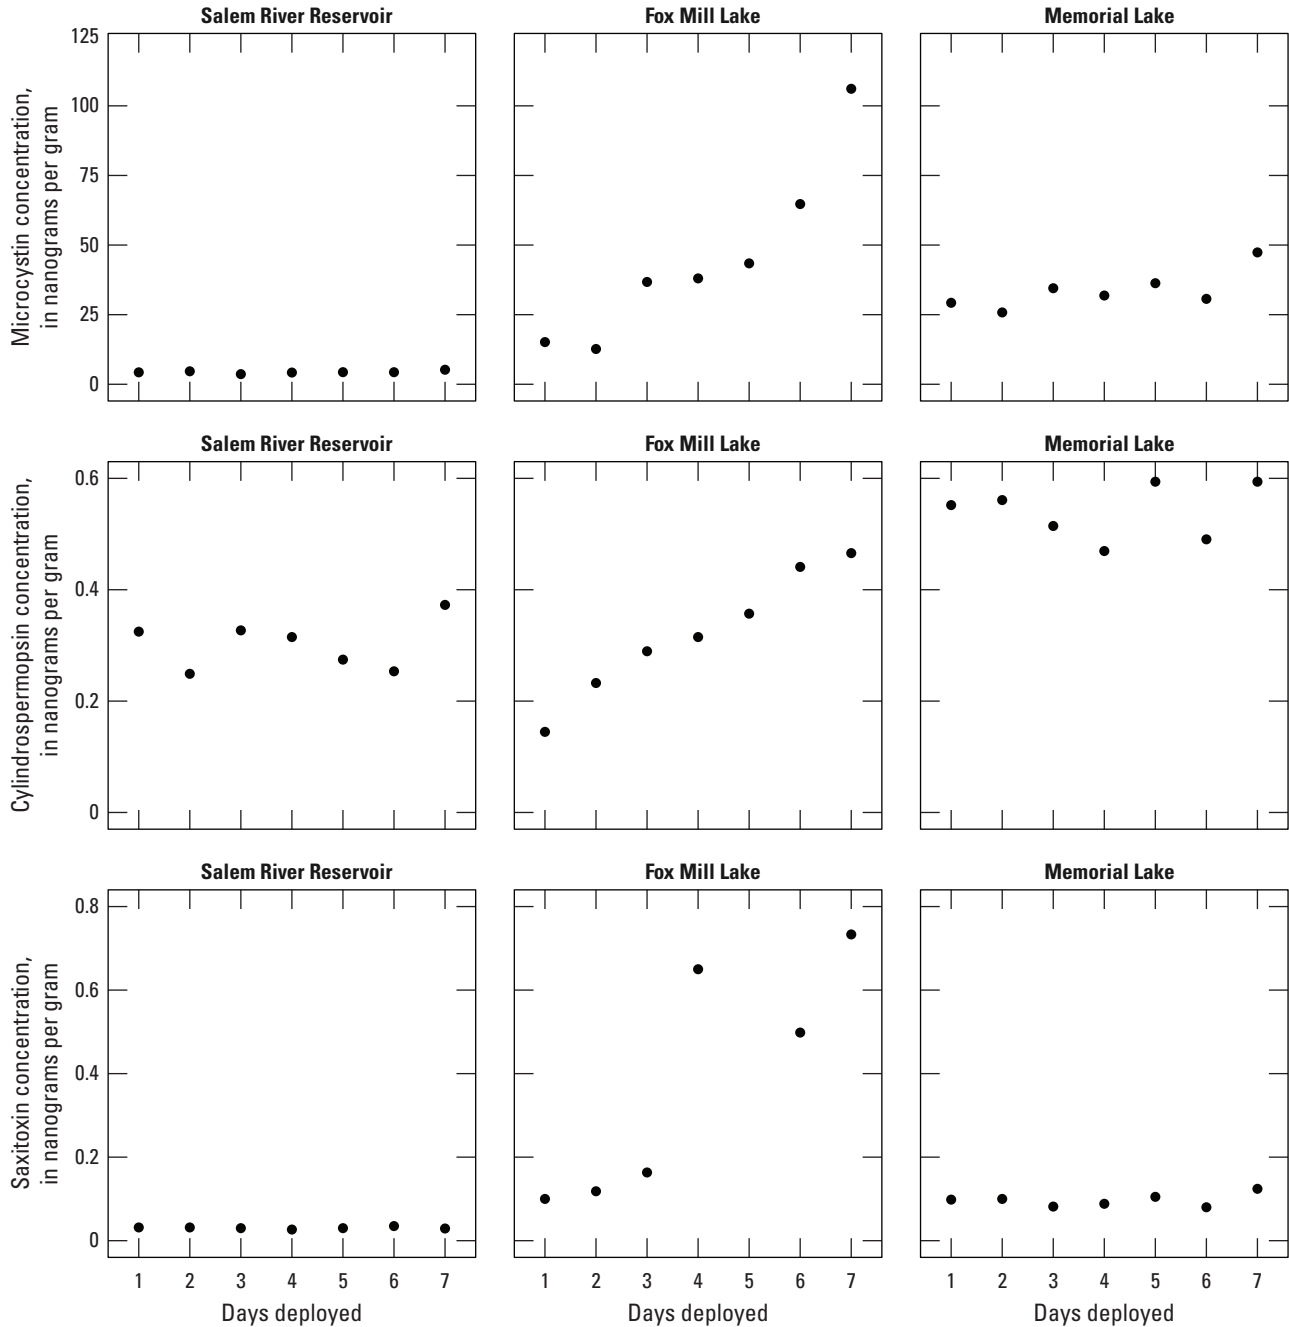 Salem River Reservoir
Fox Mill Lake
Memorial Lake
Microcystin concentration,
in nanograms per gram
125
100
75
50
25
0
Salem River Reservoir
Fox Mill Lake
Memorial Lake
Cylindrospermopsin concentration,
in nanograms per gram
0.6
0.4
0.2
0
Salem River Reservoir
Fox Mill Lake
Memorial Lake
Saxitoxin concentration,
in nanograms per gram
0.8
0.6
0.4
0.2
0
1 2 3 4 5 6 7
1 2 3 4 5 6 7
1 2 3 4 5 6 7
Days deployed
Days deployed
Days deployed